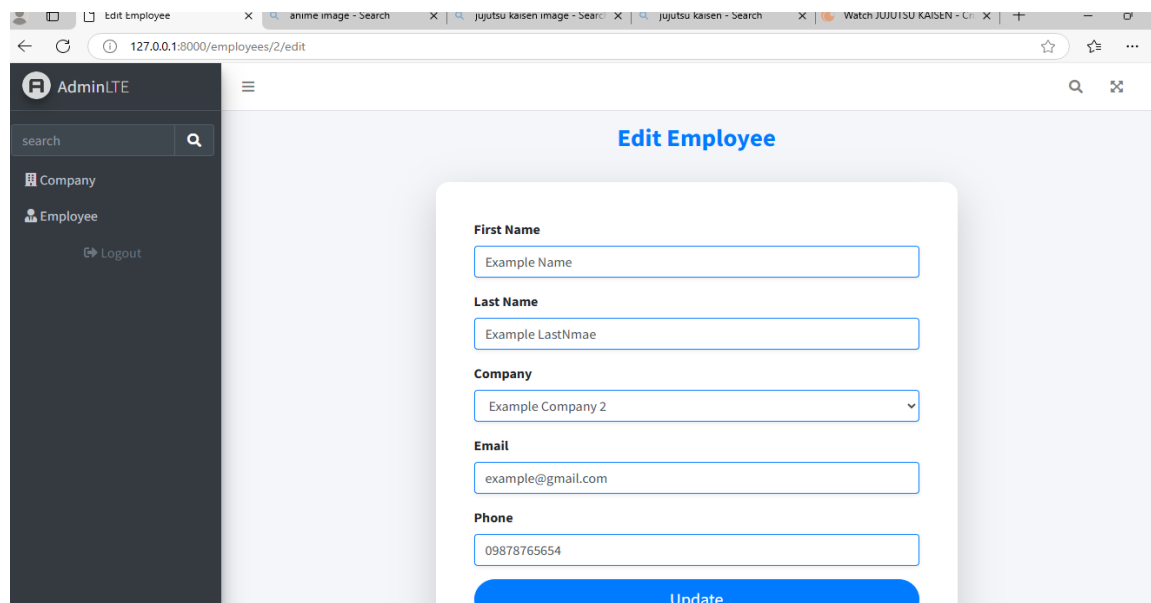 Edit Employee
anime image - Search
jujutsu kaisen image - Searc
jujutsu kaisen - Search
Watch JUJUTSU KAISEN - Cr
127.0.0.1:8000/employees/2/edit
AdminLTE
search
Company
Employee
Logout
Edit Employee
First Name
Example Name
Last Name
Example LastNmae
Company
Example Company 2
Email
example@gmail.com
Phone
09878765654
Update